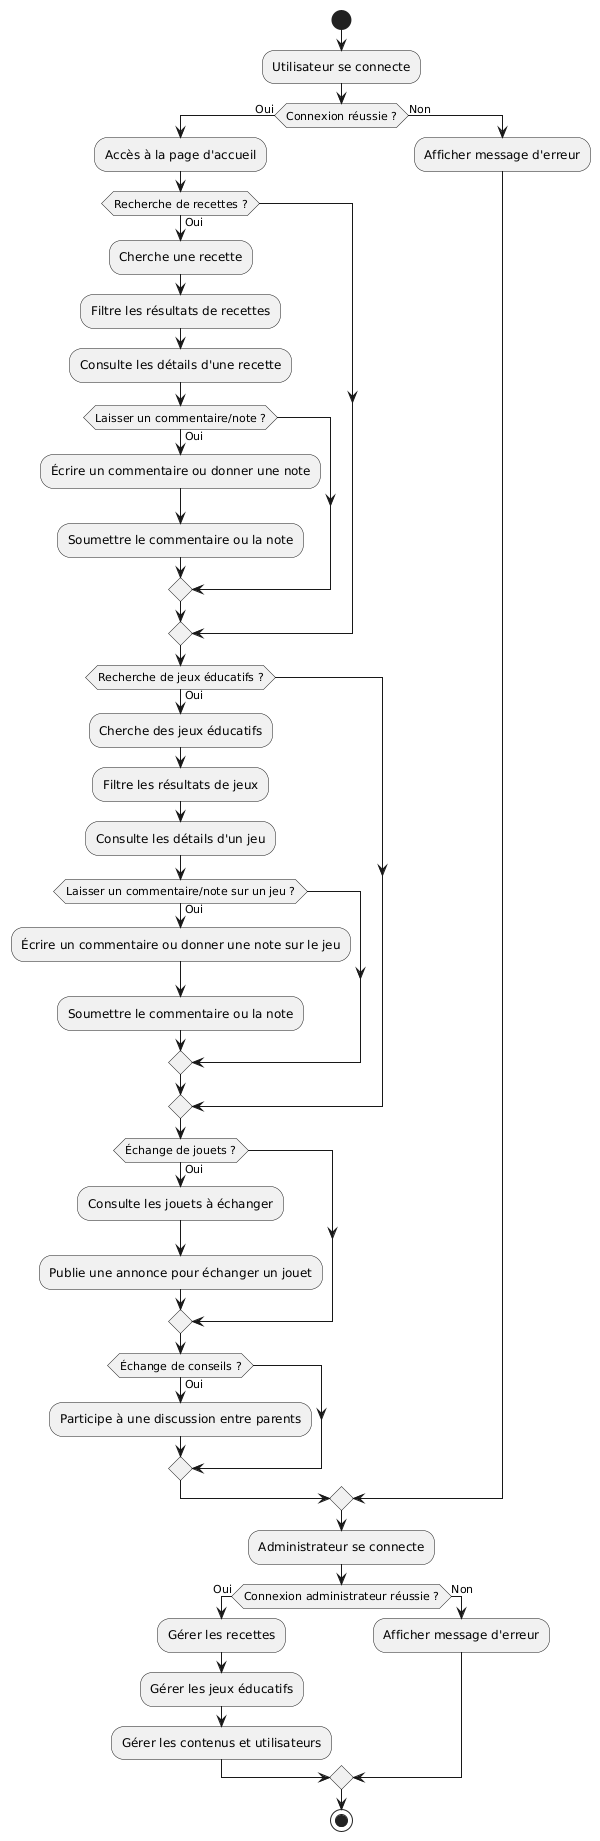 Utilisateur se connecte
Oui
Connexion réussie ?
Non
Accès à la page d'accueil
Afficher message d'erreur
Recherche de recettes ?
Oui
Cherche une recette
Filtre les résultats de recettes
Consulte les détails d'une recette
Laisser un commentaire/note ?
Oui
Écrire un commentaire ou donner une note
Soumettre le commentaire ou la note
Recherche de jeux éducatifs ?
Oui
Cherche des jeux éducatifs
Filtre les résultats de jeux
Consulte les détails d'un jeu
Laisser un commentaire/note sur un jeu ?
Oui
Écrire un commentaire ou donner une note sur le jeu
Soumettre le commentaire ou la note
Échange de jouets ?
Oui
Consulte les jouets à échanger
Publie une annonce pour échanger un jouet
Échange de conseils ?
Oui
Participe à une discussion entre parents
Administrateur se connecte
Oui
Connexion administrateur réussie ?
Non
Gérer les recettes
Afficher message d'erreur
Gérer les jeux éducatifs
Gérer les contenus et utilisateurs